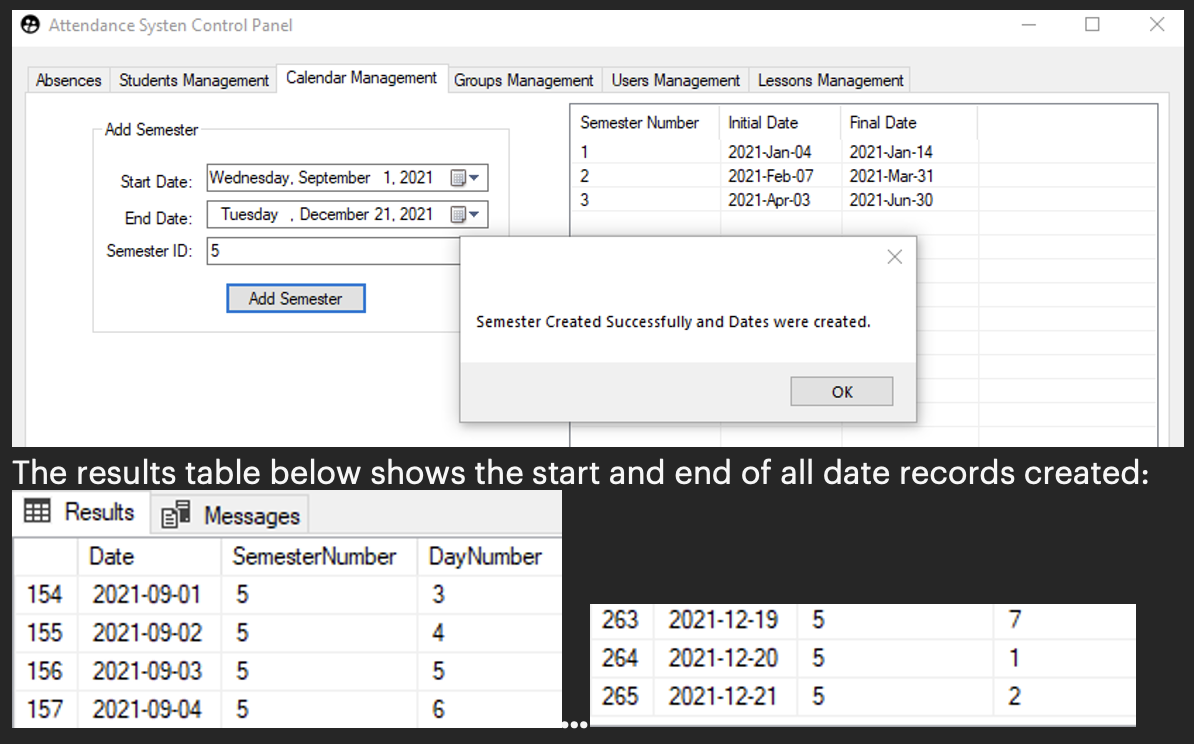 Attendance Systen Control Panel
Absences Students Management Calendar Management Groups Management Users Management Lessons Management
Add Semester
Start Date: Wednesday, September 1, 2021
End Date: Tuesday , December 21, 2021
Semester ID: 5
Add Semester
Semester Number Initial Date Final Date
1 2021-Jan-04 2021-Jan-14
2 2021-Feb-07 2021-Mar-31
3 2021-Apr-03 2021-Jun-30
Semester Created Successfully and Dates were created.
OK
The results table below shows the start and end of all date records created:
Results Messages
Date SemesterNumber DayNumber
154 2021-09-01 5 3
155 2021-09-02 5 4
156 2021-09-03 5 5
157 2021-09-04 5 6
...
263 2021-12-19 5 7
264 2021-12-20 5 1
265 2021-12-21 5 2